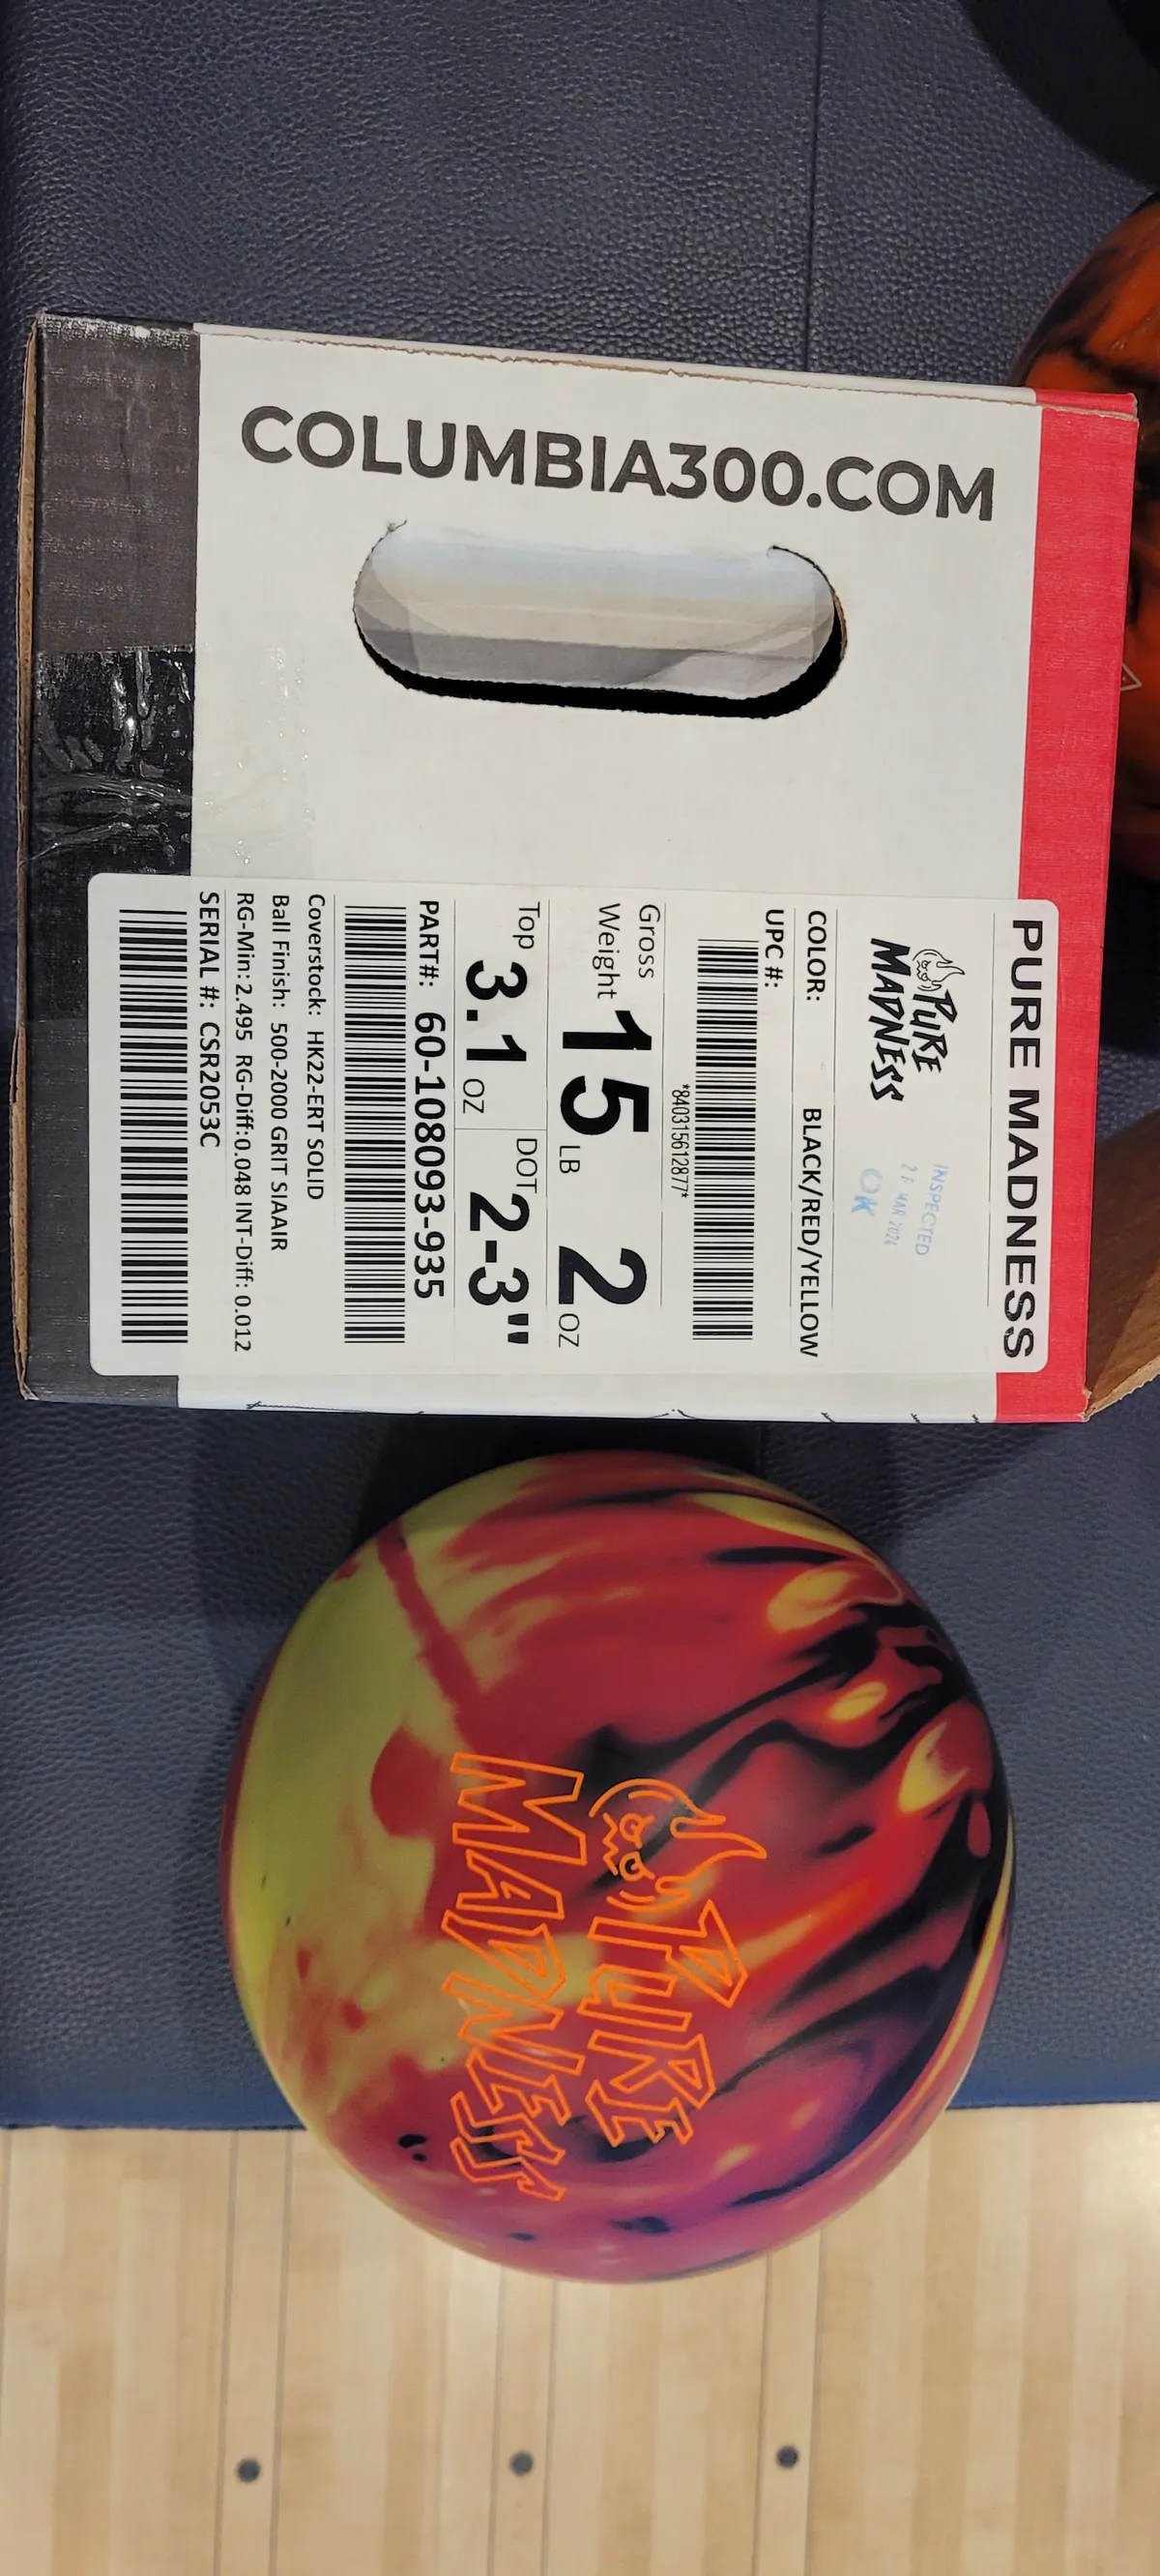 COLUMBIA300.COM
PURE MADNESS
PURE
MADNESS
INSPECTED
MAR 2024
OK
COLOR: BLACK/RED/YELLOW
UPC #:
*840315612877*
Gross
Weight 15 LB 2 OZ
Top 3.1 OZ DOT 2-3"
PART#: 60-108093-935
Coverstock: HK22-ERT SOLID
Ball Finish: 500-2000 GRIT SIAAIR
RG-Min: 2.495 RG-Diff:0.048 INT-Diff: 0.012
SERIAL #: CSR2053C
PURE
MADNESS